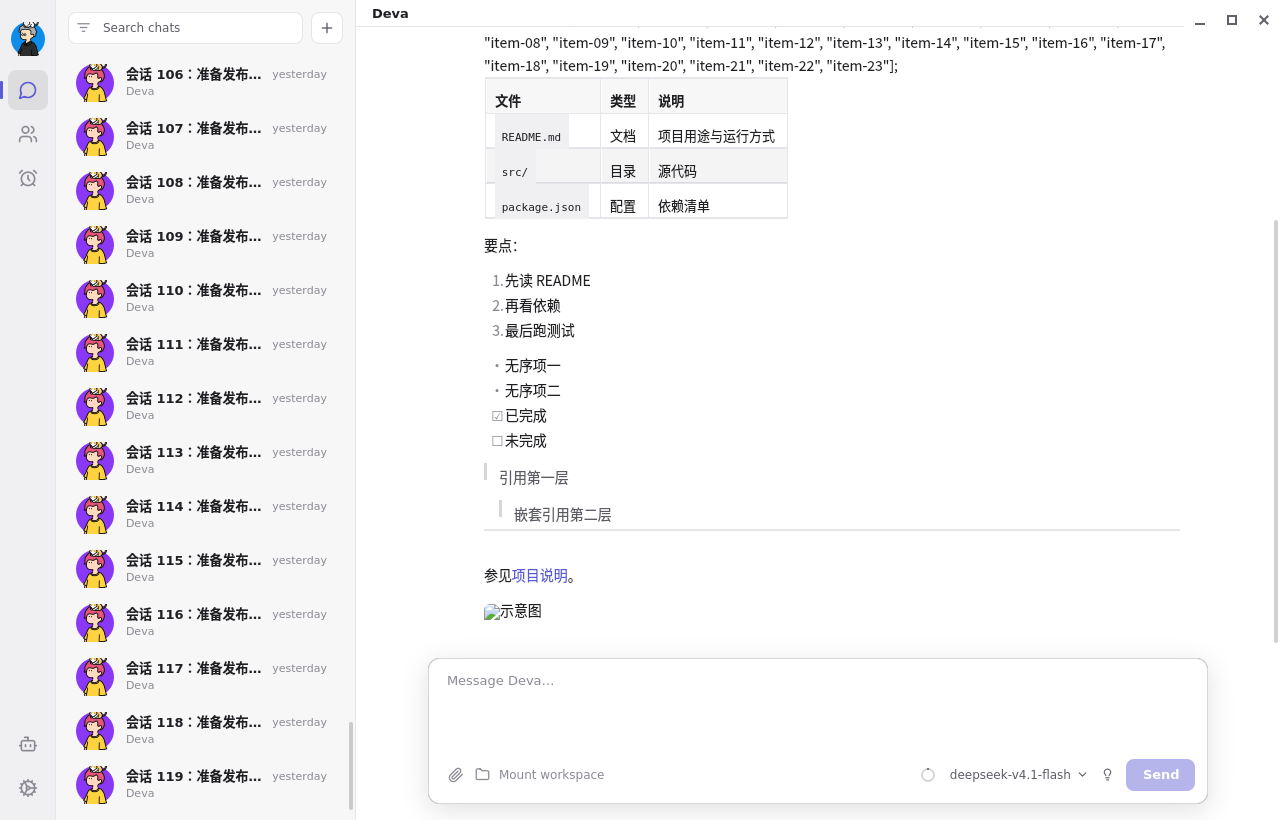 Search chats
会话 106：准备发布… yesterday
Deva
会话 107：准备发布… yesterday
Deva
会话 108：准备发布… yesterday
Deva
会话 109：准备发布… yesterday
Deva
会话 110：准备发布… yesterday
Deva
会话 111：准备发布… yesterday
Deva
会话 112：准备发布… yesterday
Deva
会话 113：准备发布… yesterday
Deva
会话 114：准备发布… yesterday
Deva
会话 115：准备发布… yesterday
Deva
会话 116：准备发布… yesterday
Deva
会话 117：准备发布… yesterday
Deva
会话 118：准备发布… yesterday
Deva
会话 119：准备发布… yesterday
Deva
Deva
"item-08", "item-09", "item-10", "item-11", "item-12", "item-13", "item-14", "item-15", "item-16", "item-17",
"item-18", "item-19", "item-20", "item-21", "item-22", "item-23"];
文件 类型 说明
README.md 文档 项目用途与运行方式
src/ 目录 源代码
package.json 配置 依赖清单
要点：
1. 先读 README
2. 再看依赖
3. 最后跑测试
• 无序项一
• 无序项二
☑ 已完成
☐ 未完成
引用第一层
嵌套引用第二层
参见项目说明。
示意图
Message Deva…
Mount workspace deepseek-v4.1-flash Send